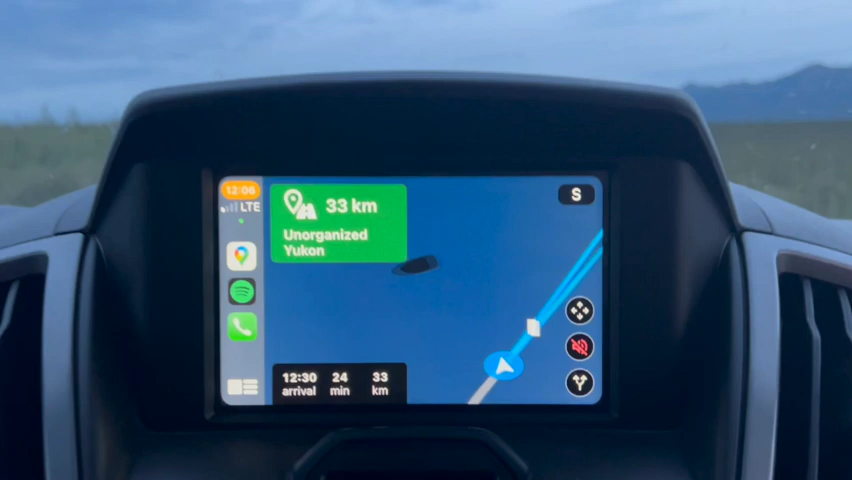 12:06
LTE
33 km
Unorganized
Yukon
S
12:30 24 33
arrival min km